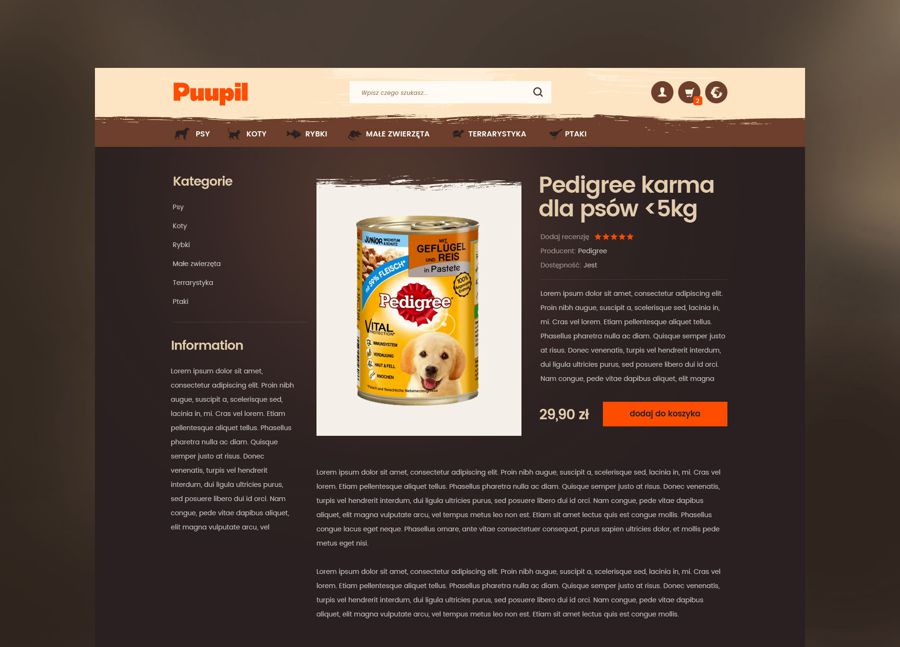 Puupil
Wpisz czego szukasz...
2
PSY
KOTY
RYBKI
MAŁE ZWIERZĘTA
TERRARYSTYKA
PTAKI
Kategorie
Psy
Koty
Rybki
Małe zwierzęta
Terrarystyka
Ptaki
Information
Lorem ipsum dolor sit amet,
consectetur adipiscing elit. Proin nibh
augue, suscipit a, scelerisque sed,
lacinia in, mi. Cras vel lorem. Etiam
pellentesque aliquet tellus. Phasellus
pharetra nulla ac diam. Quisque
semper justo at risus. Donec
venenatis, turpis vel hendrerit
interdum, dui ligula ultricies purus,
sed posuere libero dui id orci. Nam
congue, pede vitae dapibus aliquet,
elit magna vulputate arcu, vel
JUNIOR
MIT
GEFLÜGEL
UND REIS
in Pastete
mit 59% FLEISCH*
100%
Pedigree
VITAL
PROTECTION
IMMUNSYSTEM
VERDAUUNG
HAUT & FELL
KNOCHEN
Pedigree karma
dla psów <5kg
Dodaj recenzję
Producent: Pedigree
Dostępność: Jest
Lorem ipsum dolor sit amet, consectetur adipiscing elit.
Proin nibh augue, suscipit a, scelerisque sed, lacinia in,
mi. Cras vel lorem. Etiam pellentesque aliquet tellus.
Phasellus pharetra nulla ac diam. Quisque semper justo
at risus. Donec venenatis, turpis vel hendrerit interdum,
dui ligula ultricies purus, sed posuere libero dui id orci.
Nam congue, pede vitae dapibus aliquet, elit magna
29,90 zł
dodaj do koszyka
Lorem ipsum dolor sit amet, consectetur adipiscing elit. Proin nibh augue, suscipit a, scelerisque sed, lacinia in, mi. Cras vel
lorem. Etiam pellentesque aliquet tellus. Phasellus pharetra nulla ac diam. Quisque semper justo at risus. Donec venenatis,
turpis vel hendrerit interdum, dui ligula ultricies purus, sed posuere libero dui id orci. Nam congue, pede vitae dapibus
aliquet, elit magna vulputate arcu, vel tempus metus leo non est. Etiam sit amet lectus quis est congue mollis. Phasellus
congue lacus eget neque. Phasellus ornare, ante vitae consectetuer consequat, purus sapien ultricies dolor, et mollis pede
metus eget nisi.
Lorem ipsum dolor sit amet, consectetur adipiscing elit. Proin nibh augue, suscipit a, scelerisque sed, lacinia in, mi. Cras vel
lorem. Etiam pellentesque aliquet tellus. Phasellus pharetra nulla ac diam. Quisque semper justo at risus. Donec venenatis,
turpis vel hendrerit interdum, dui ligula ultricies purus, sed posuere libero dui id orci. Nam congue, pede vitae dapibus
aliquet, elit magna vulputate arcu, vel tempus metus leo non est. Etiam sit amet lectus quis est congue mollis.